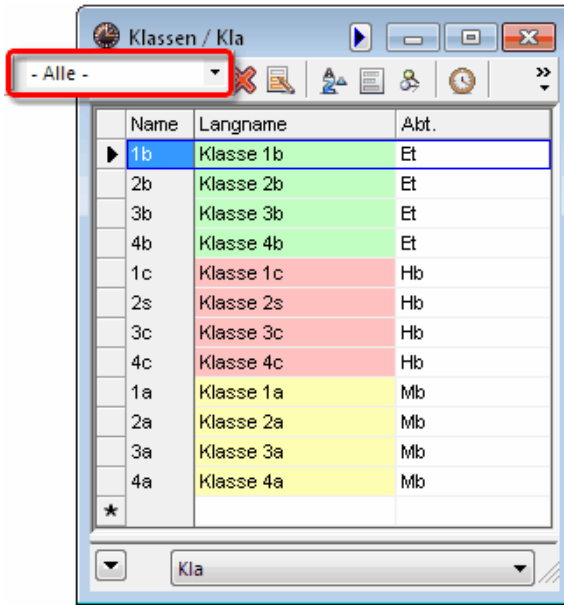 Klassen / Kla
- Alle -
Name Langname Abt.
1b Klasse 1b Et
2b Klasse 2b Et
3b Klasse 3b Et
4b Klasse 4b Et
1c Klasse 1c Hb
2s Klasse 2s Hb
3c Klasse 3c Hb
4c Klasse 4c Hb
1a Klasse 1a Mb
2a Klasse 2a Mb
3a Klasse 3a Mb
4a Klasse 4a Mb
*
Kla